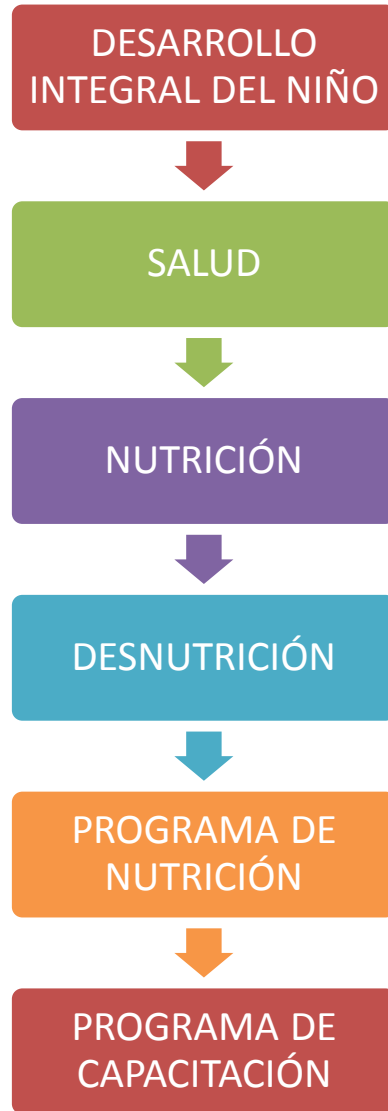 DESARROLLO
INTEGRAL DEL NIÑO
SALUD
NUTRICIÓN
DESNUTRICIÓN
PROGRAMA DE
NUTRICIÓN
PROGRAMA DE
CAPACITACIÓN